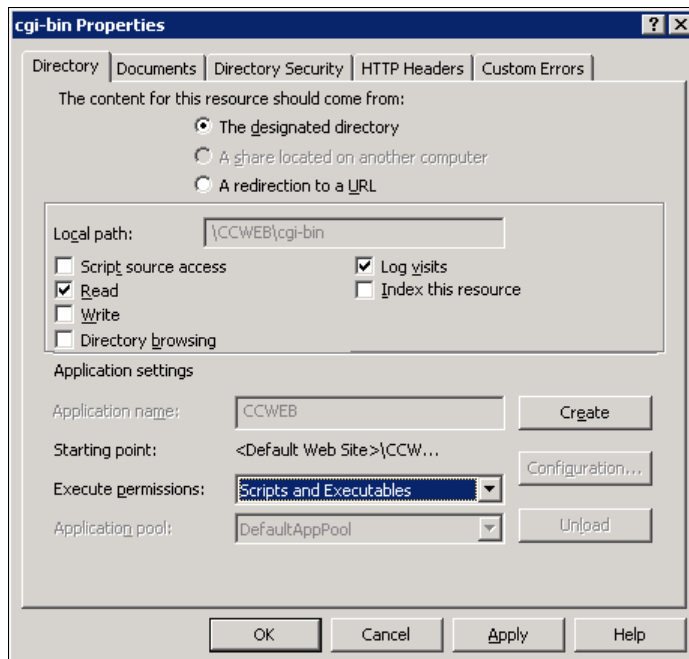 cgi-bin Properties
Directory Documents Directory Security HTTP Headers Custom Errors
The content for this resource should come from:
The designated directory
A share located on another computer
A redirection to a URL
Local path: \CCWEB\cgi-bin
Script source access Log visits
Read Index this resource
Write
Directory browsing
Application settings
Application name: CCWEB Create
Starting point: <Default Web Site>\CCW...
Configuration...
Execute permissions: Scripts and Executables
Application pool: DefaultAppPool Unload
OK Cancel Apply Help